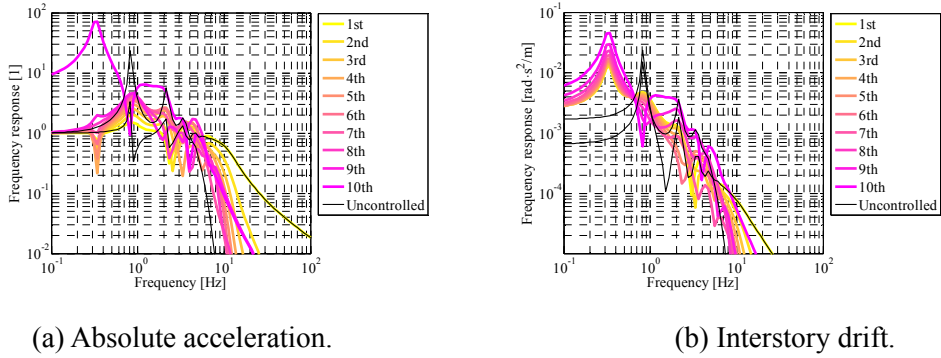 10^2
10^1
10^0
10^-1
10^-2
Frequency response [1]
10^-1
10^0
10^1
10^2
Frequency [Hz]
1st
2nd
3rd
4th
5th
6th
7th
8th
9th
10th
Uncontrolled
10^-1
10^-2
10^-3
10^-4
10^-5
Frequency response [rad·s²/m]
10^-1
10^0
10^1
10^2
Frequency [Hz]
1st
2nd
3rd
4th
5th
6th
7th
8th
9th
10th
Uncontrolled
(a) Absolute acceleration.
(b) Interstory drift.